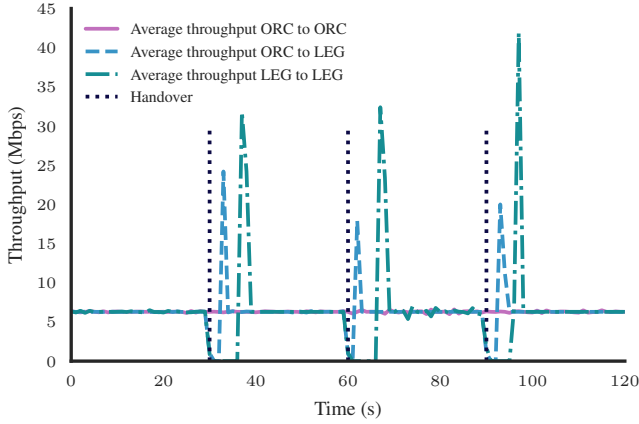 45
40
35
30
25
20
15
10
5
0
Throughput (Mbps)
Average throughput ORC to ORC
Average throughput ORC to LEG
Average throughput LEG to LEG
Handover
0 20 40 60 80 100 120
Time (s)